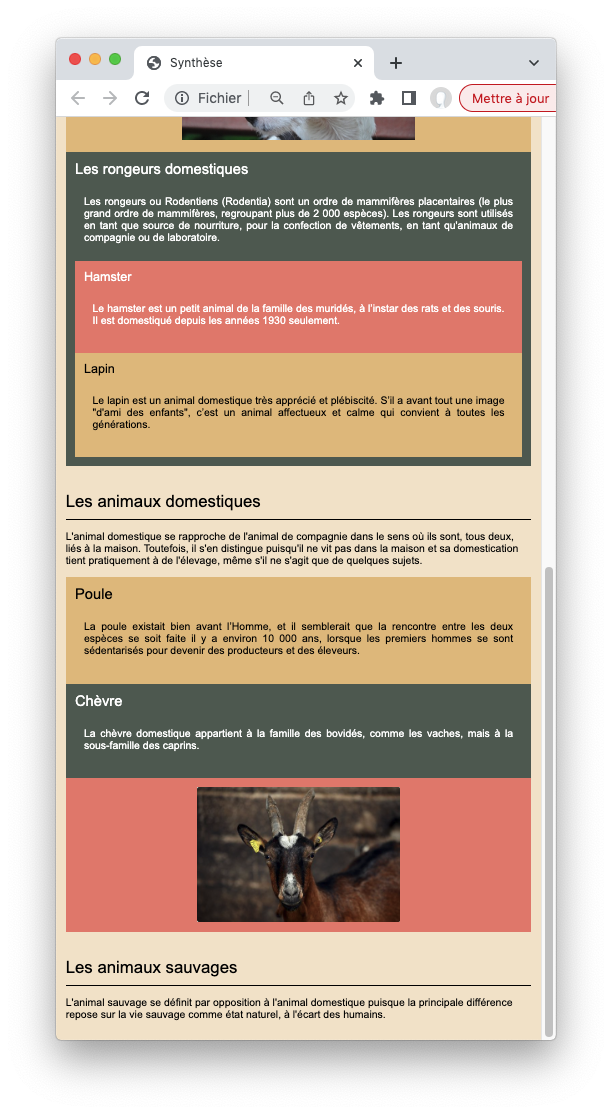 Synthèse
Fichier
Mettre à jour
Les rongeurs domestiques
Les rongeurs ou Rodentiens (Rodentia) sont un ordre de mammifères placentaires (le plus
grand ordre de mammifères, regroupant plus de 2 000 espèces). Les rongeurs sont utilisés
en tant que source de nourriture, pour la confection de vêtements, en tant qu'animaux de
compagnie ou de laboratoire.
Hamster
Le hamster est un petit animal de la famille des muridés, à l'instar des rats et des souris.
Il est domestiqué depuis les années 1930 seulement.
Lapin
Le lapin est un animal domestique très apprécié et plébiscité. S'il a avant tout une image
"d'ami des enfants", c'est un animal affectueux et calme qui convient à toutes les
générations.
Les animaux domestiques
L'animal domestique se rapproche de l'animal de compagnie dans le sens où ils sont, tous deux,
liés à la maison. Toutefois, il s'en distingue puisqu'il ne vit pas dans la maison et sa domestication
tient pratiquement à de l'élevage, même s'il ne s'agit que de quelques sujets.
Poule
La poule existait bien avant l'Homme, et il semblerait que la rencontre entre les deux
espèces se soit faite il y a environ 10 000 ans, lorsque les premiers hommes se sont
sédentarisés pour devenir des producteurs et des éleveurs.
Chèvre
La chèvre domestique appartient à la famille des bovidés, comme les vaches, mais à la
sous-famille des caprins.
Les animaux sauvages
L'animal sauvage se définit par opposition à l'animal domestique puisque la principale différence
repose sur la vie sauvage comme état naturel, à l'écart des humains.